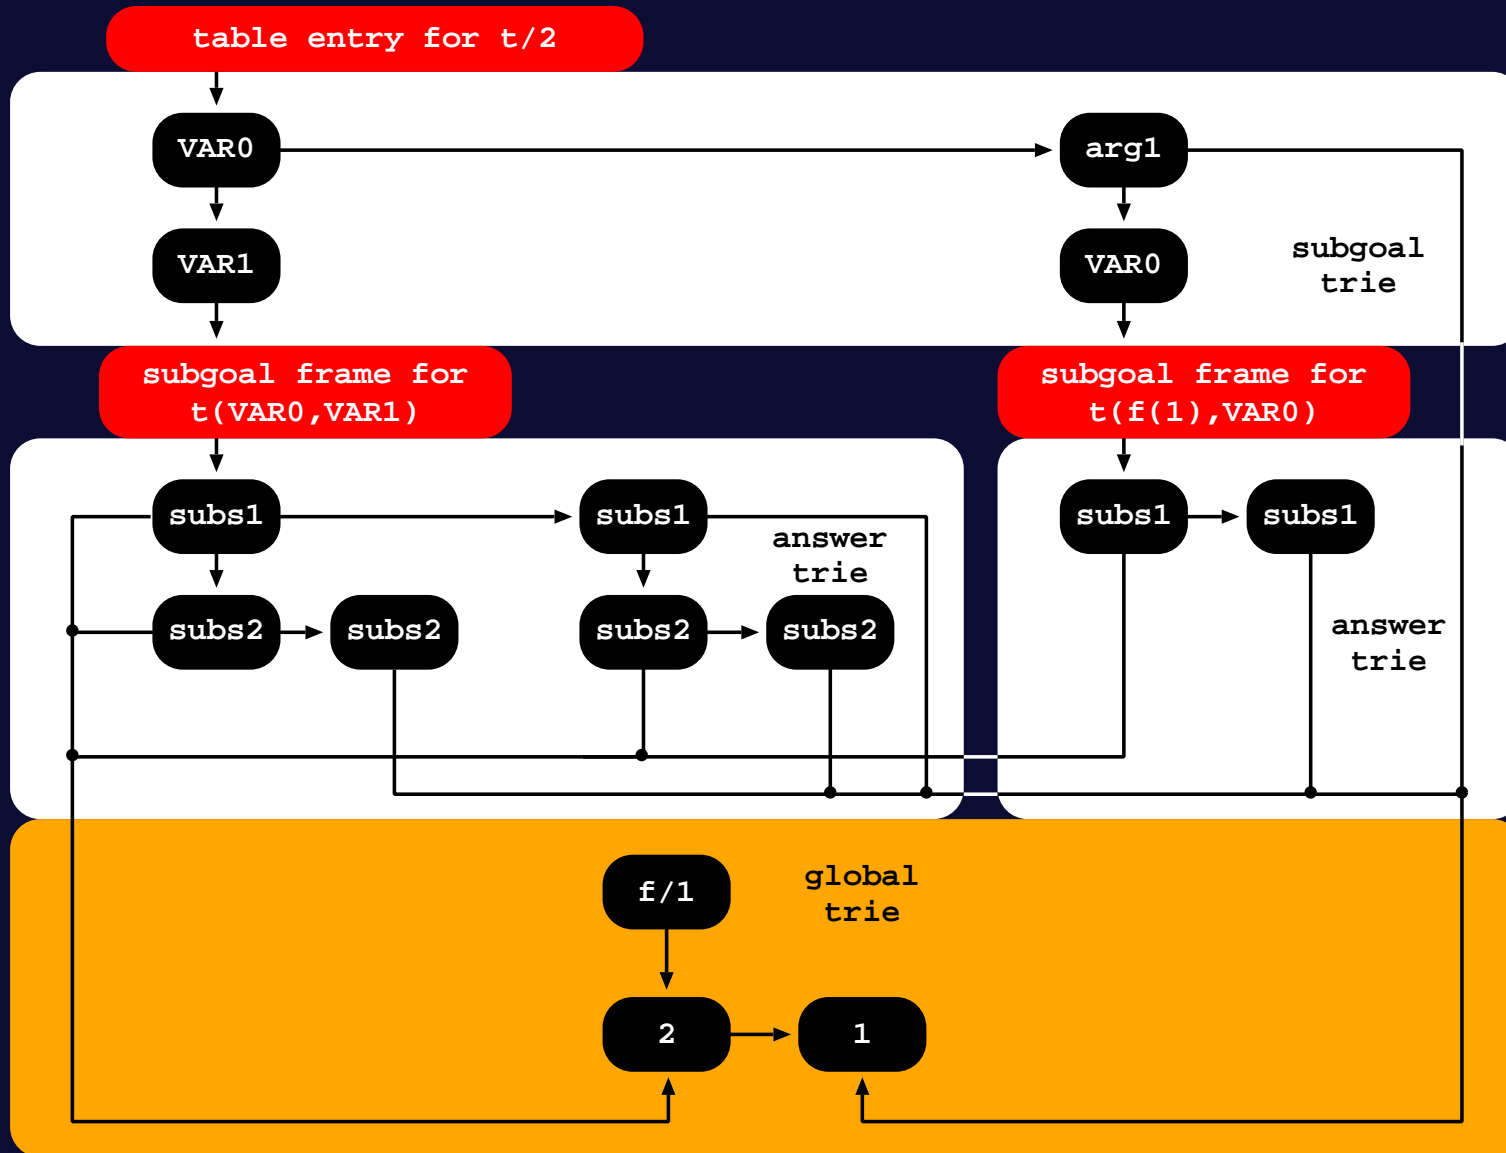 table entry for t/2
VAR0
arg1
VAR1
VAR0
subgoal
trie
subgoal frame for
t(VAR0,VAR1)
subgoal frame for
t(f(1),VAR0)
subs1
subs1
subs1
subs1
answer
trie
subs2
subs2
subs2
subs2
answer
trie
f/1
global
trie
2
1